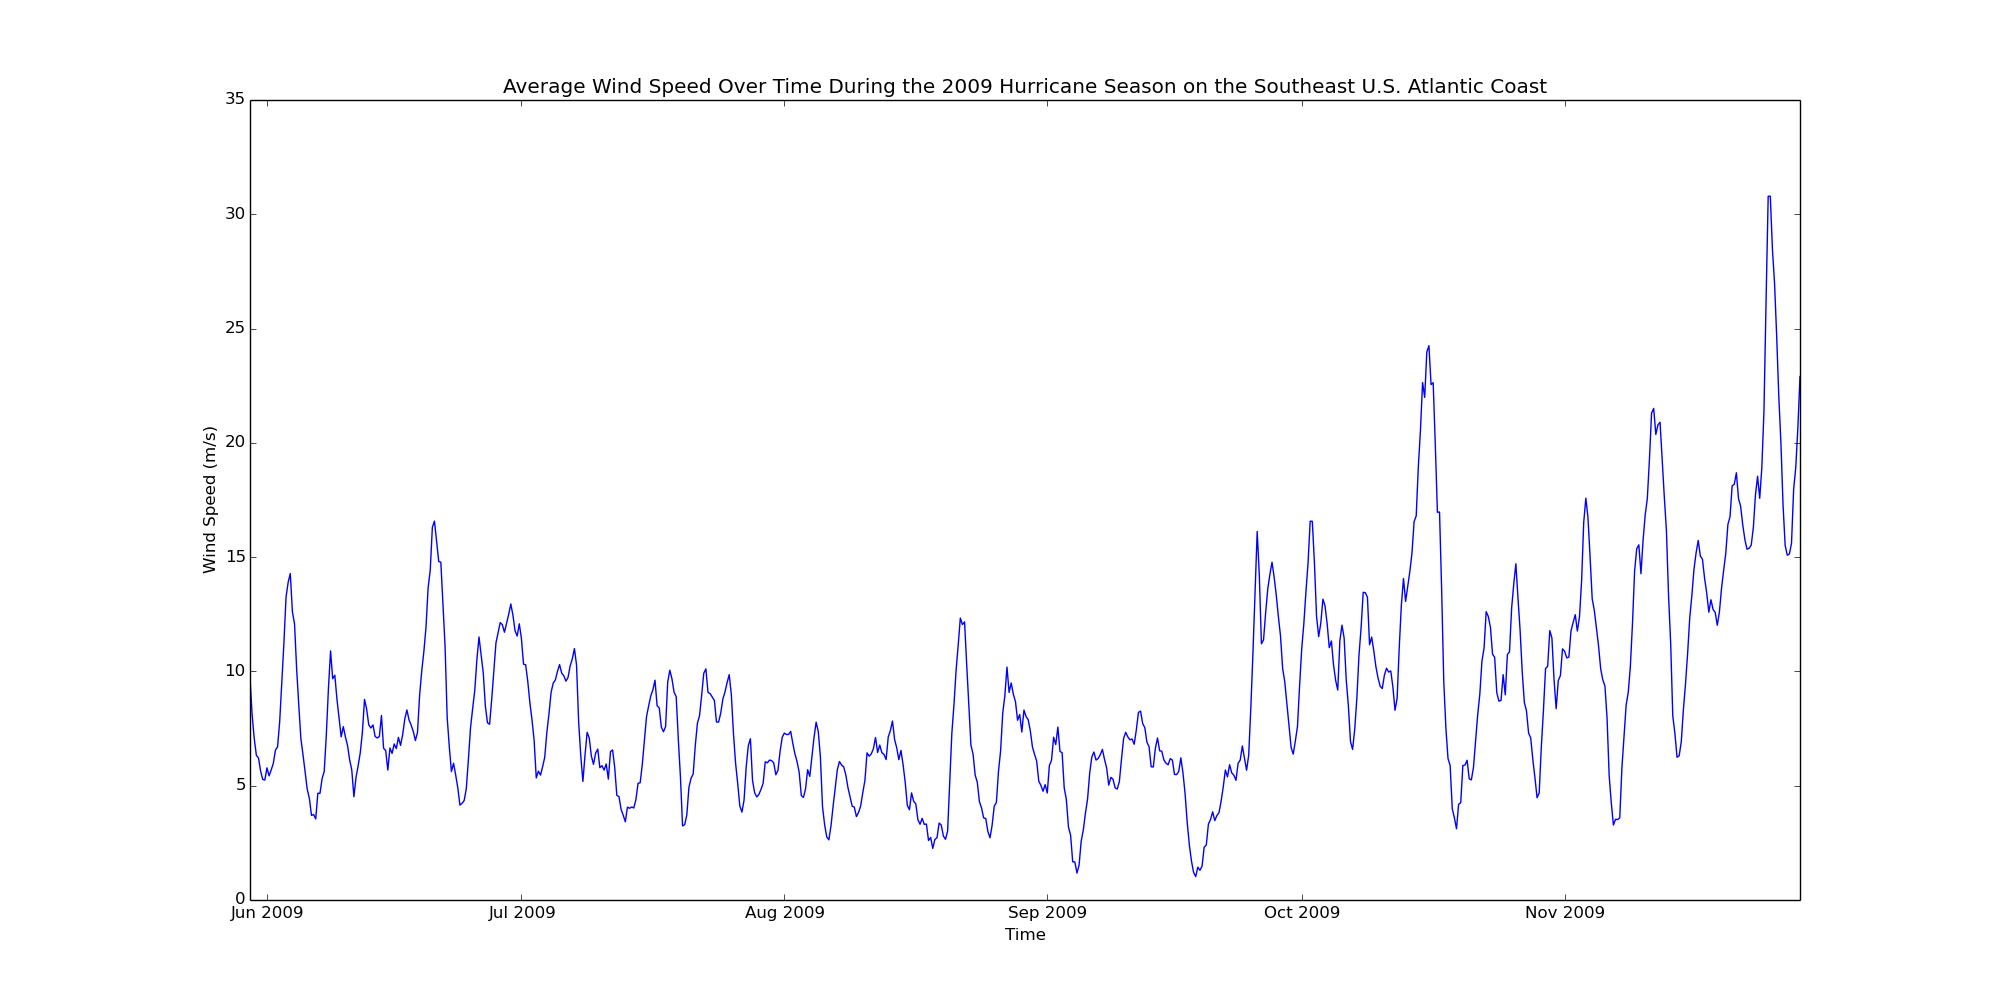 Average Wind Speed Over Time During the 2009 Hurricane Season on the Southeast U.S. Atlantic Coast
35
30
25
20
15
10
5
0
Wind Speed (m/s)
Jun 2009 Jul 2009 Aug 2009 Sep 2009 Oct 2009 Nov 2009
Time